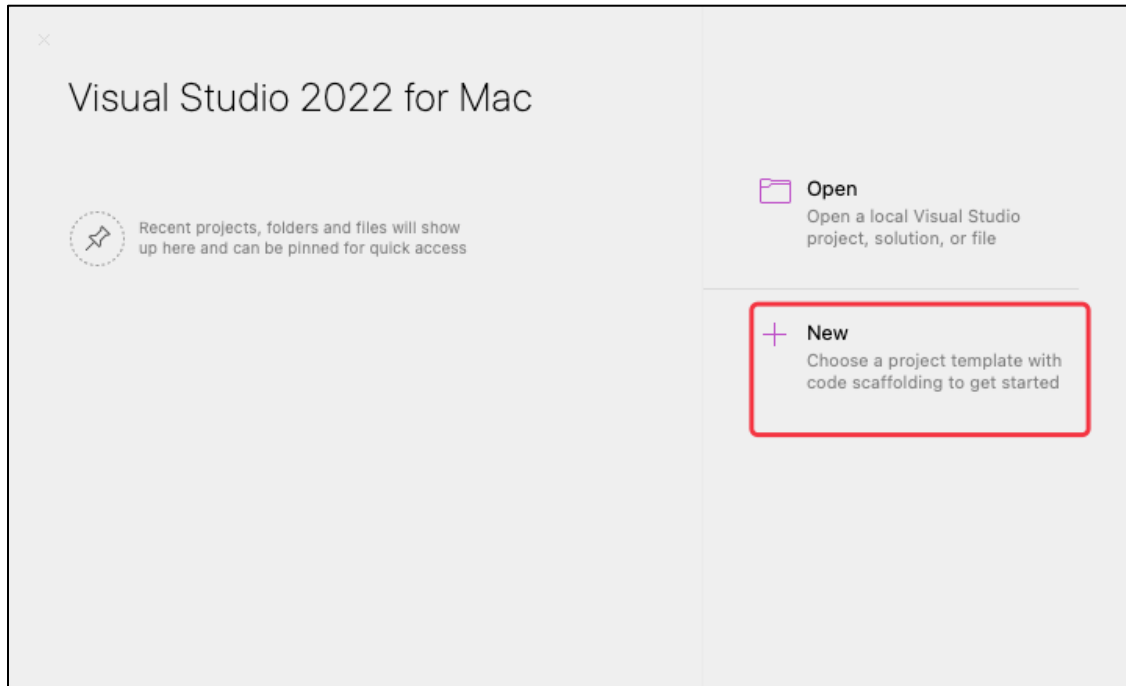 Visual Studio 2022 for Mac
Recent projects, folders and files will show
up here and can be pinned for quick access
Open
Open a local Visual Studio
project, solution, or file
New
Choose a project template with
code scaffolding to get started